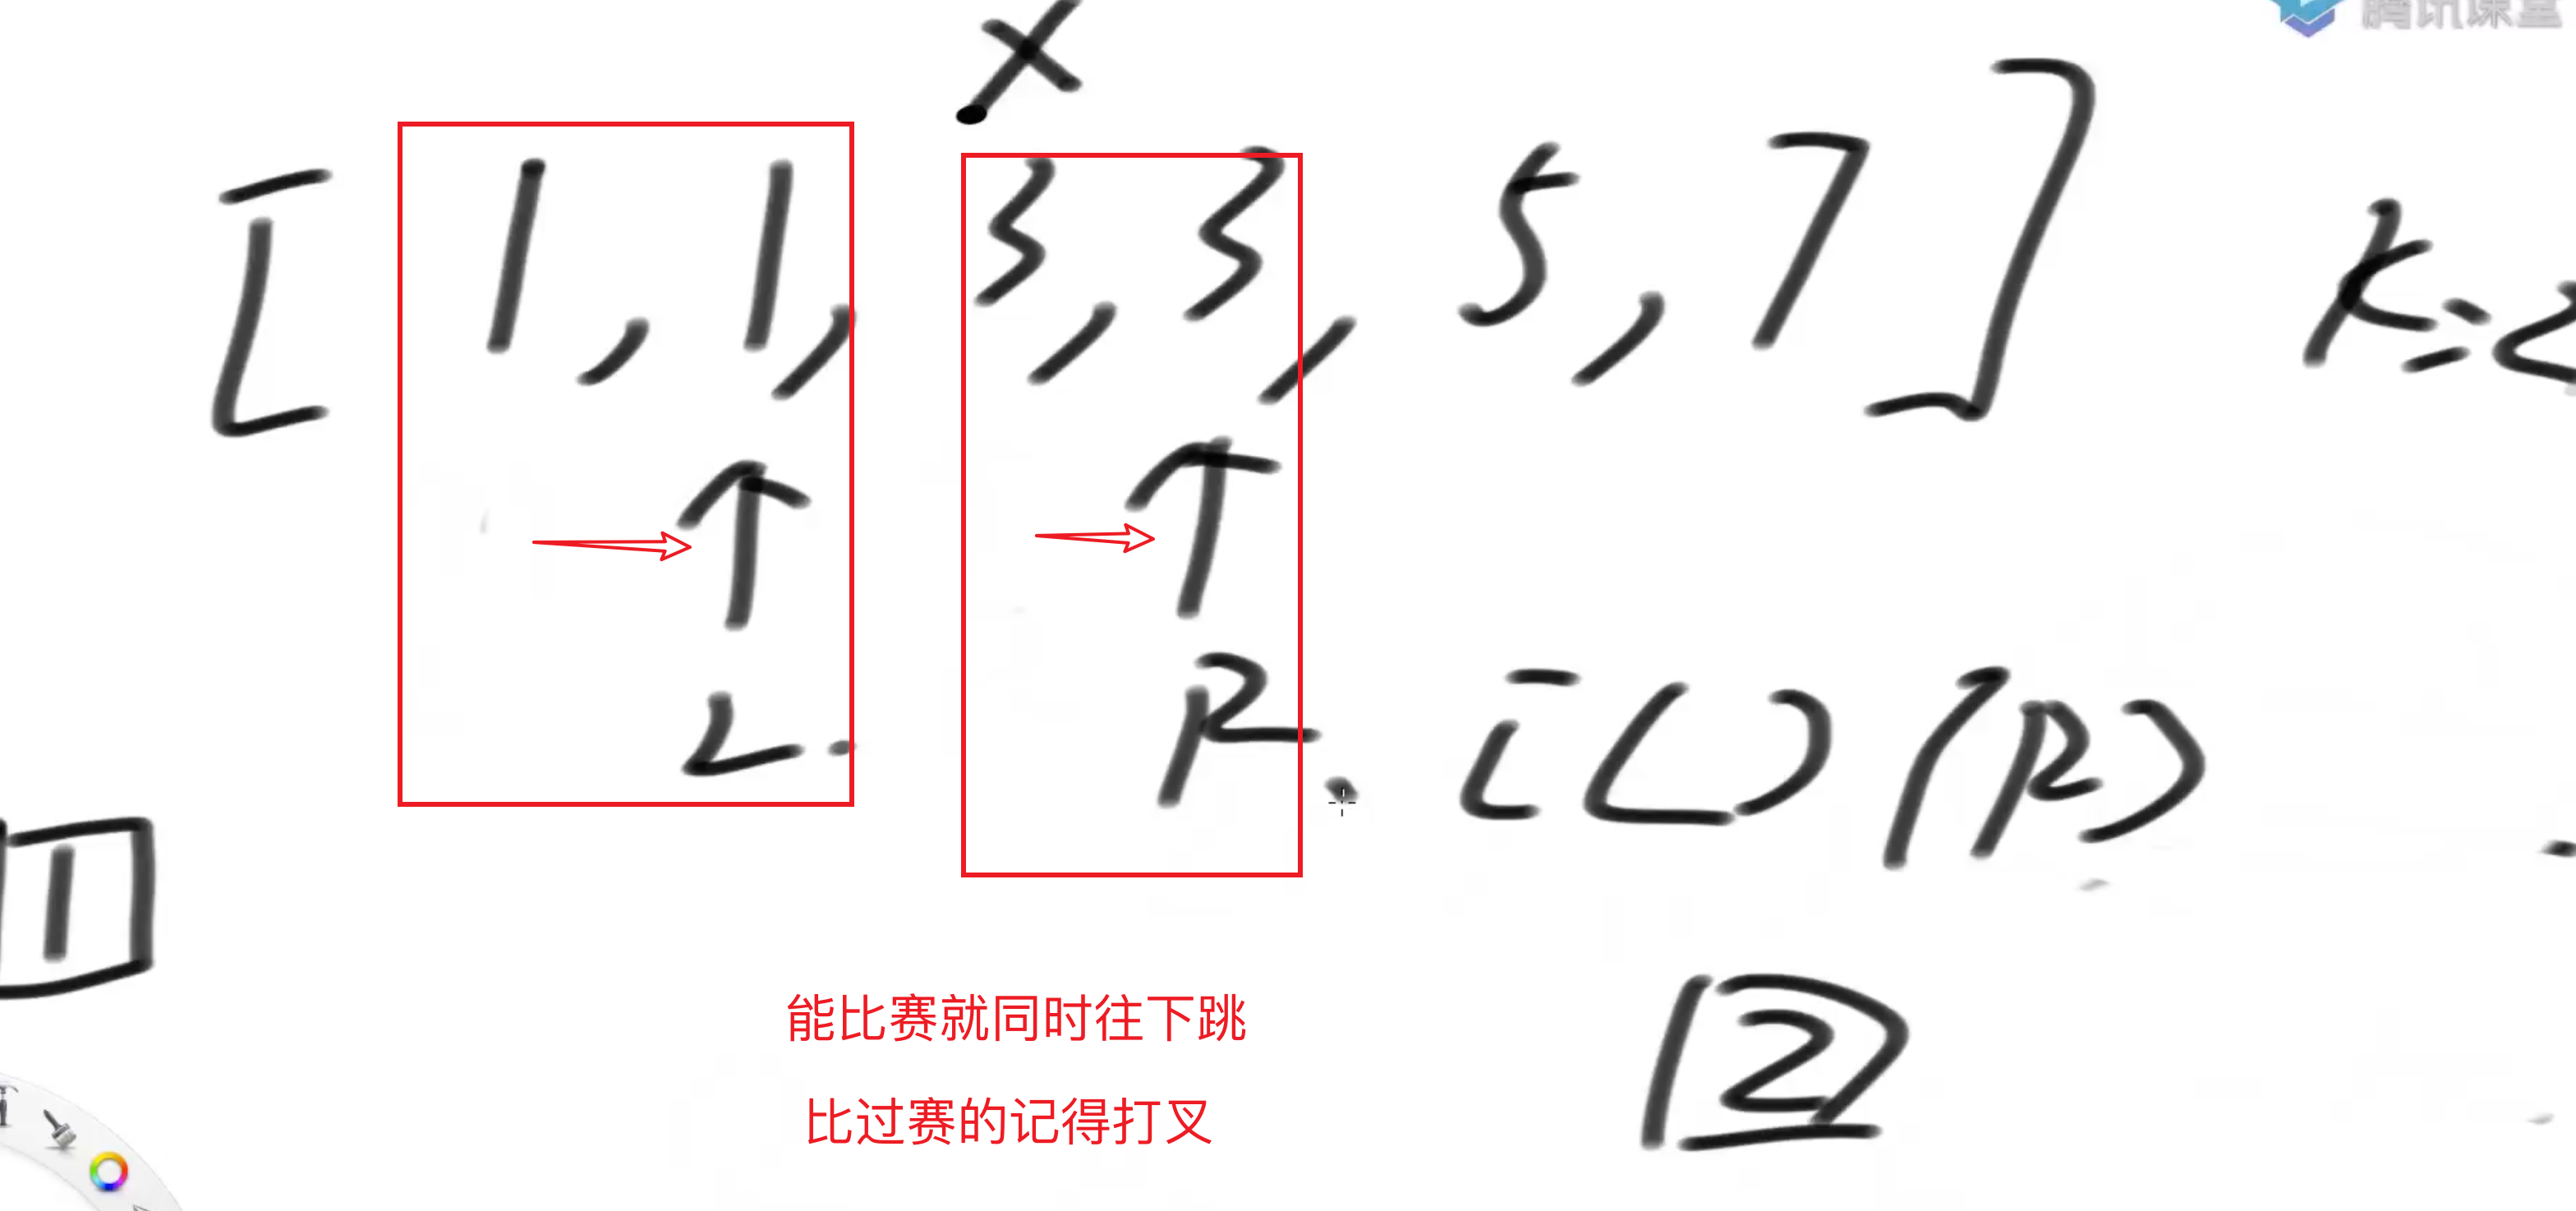 腾讯课堂
X
[ 1, 1, 3, 3, 5, 7 ] k=2
L. R. [(L) (R)
1
能比赛就同时往下跳
2
比过赛的记得打叉